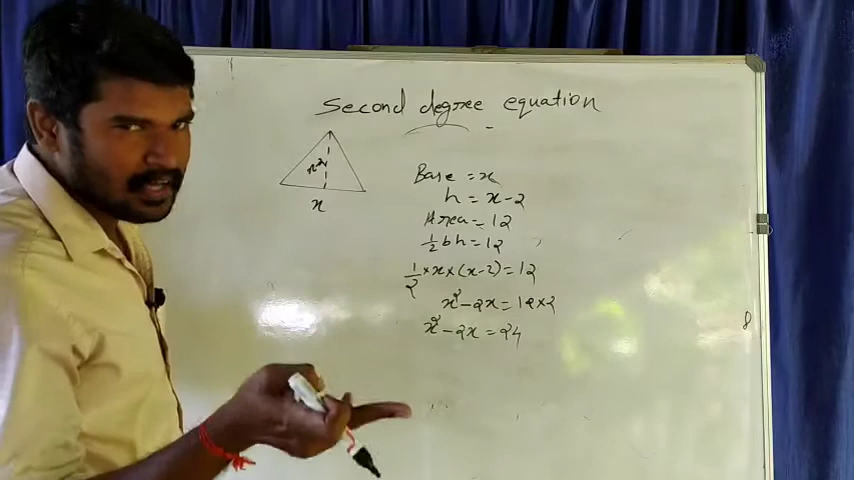 Second degree equation
x-2
x
Base = x
h = x-2
Area = 12
½bh = 12
½ × x × (x-2) = 12
x² - 2x = 12×2
x² - 2x = 24
8